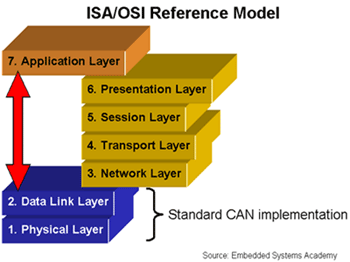 ISA/OSI Reference Model
7. Application Layer
6. Presentation Layer
5. Session Layer
4. Transport Layer
3. Network Layer
2. Data Link Layer
1. Physical Layer
Standard CAN implementation
Source: Embedded Systems Academy